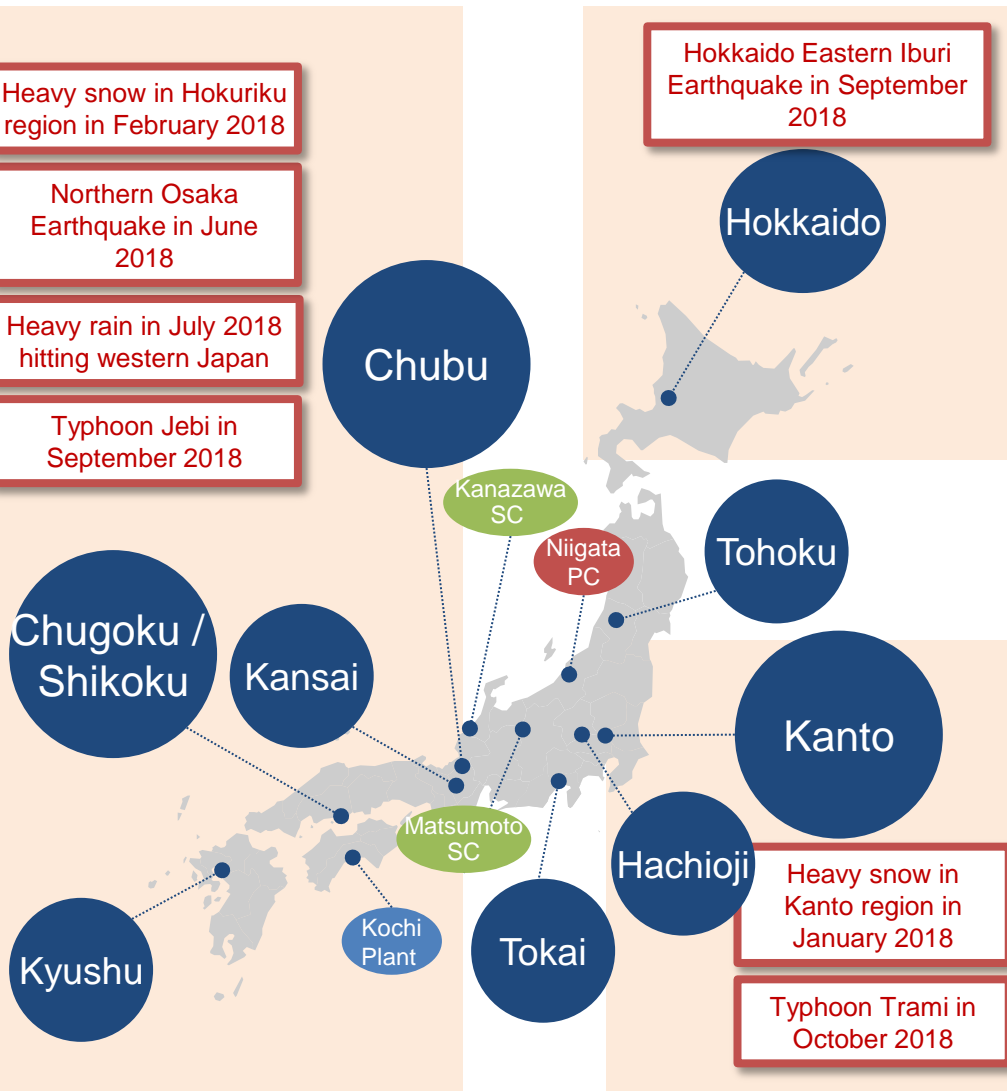 Heavy snow in Hokuriku
region in February 2018
Northern Osaka
Earthquake in June
2018
Heavy rain in July 2018
hitting western Japan
Typhoon Jebi in
September 2018
Hokkaido Eastern Iburi
Earthquake in September
2018
Hokkaido
Chubu
Kanazawa
SC
Niigata
PC
Tohoku
Chugoku /
Shikoku
Kansai
Kanto
Matsumoto
SC
Hachioji
Kochi
Plant
Tokai
Kyushu
Heavy snow in
Kanto region in
January 2018
Typhoon Trami in
October 2018